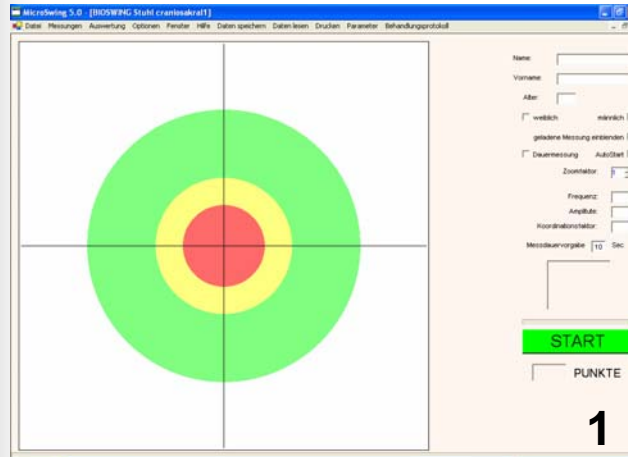 MicroSwing 5.0 - [BIOSWING Stuhl craniosakral1]
Datei Messungen Auswertung Optionen Fenster Hilfe Daten speichern Daten lesen Drucken Parameter Behandlungsprotokoll
Name:
Vorname:
Alter:
weiblich männlich
geladene Messung einblenden
Dauermessung AutoStart
Zoomfaktor: 1
Frequenz:
Amplitute:
Koordinationsfaktor:
Messdauervorgabe 10 Sec
START
PUNKTE
1